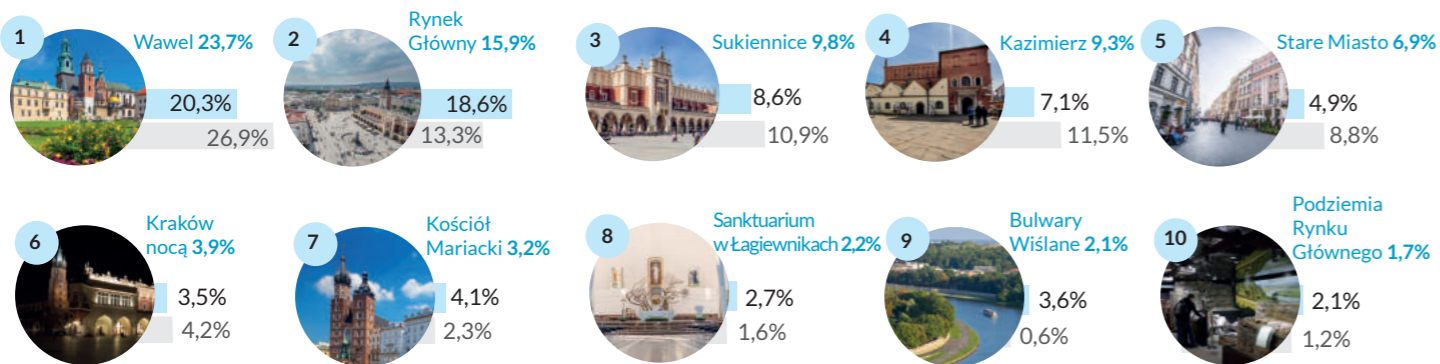 1
Wawel 23,7%
20,3%
26,9%
2
Rynek
Główny 15,9%
18,6%
13,3%
3
Sukiennice 9,8%
8,6%
10,9%
4
Kazimierz 9,3%
7,1%
11,5%
5
Stare Miasto 6,9%
4,9%
8,8%
6
Kraków
nocą 3,9%
3,5%
4,2%
7
Kościół
Mariacki 3,2%
4,1%
2,3%
8
Sanktuarium
w Łagiewnikach 2,2%
2,7%
1,6%
9
Bulwary
Wiślane 2,1%
3,6%
0,6%
10
Podziemia
Rynku
Głównego 1,7%
2,1%
1,2%